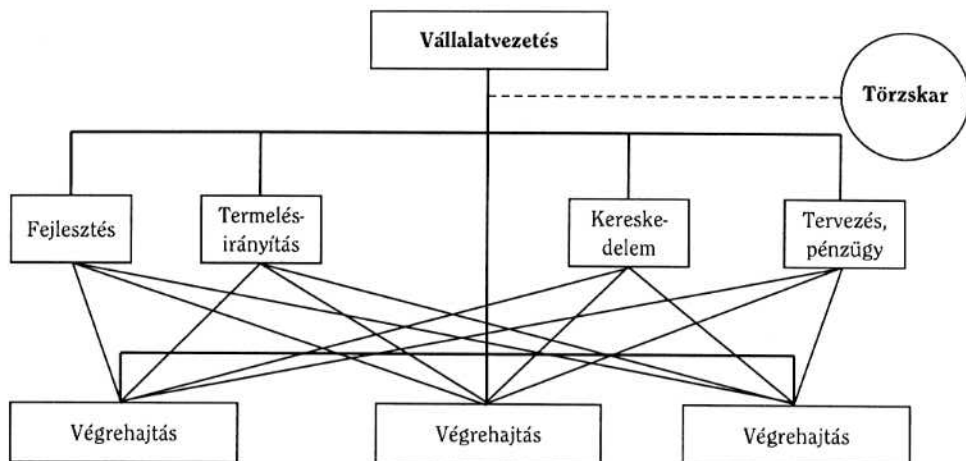 Vállalatvezetés
Törzskar
Fejlesztés
Termelés-
irányítás
Kereske-
delem
Tervezés,
pénzügy
Végrehajtás
Végrehajtás
Végrehajtás